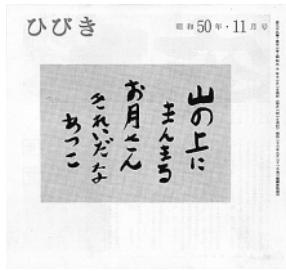 ひびき
昭和50年・11月号
山の上に
まんまる
お月さん
きれいだな
あつこ